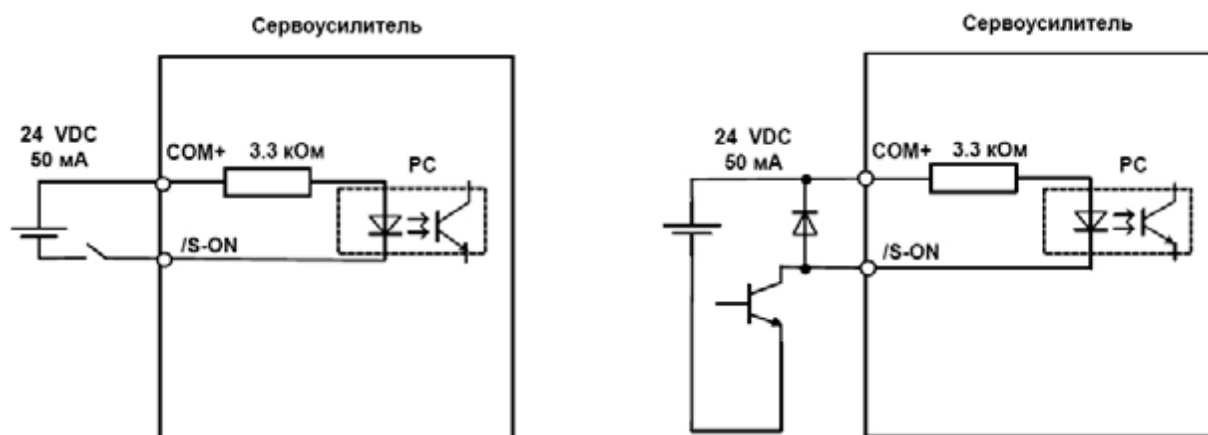 Сервоусилитель
24 VDC
50 мА
COM+
3.3 кОм
PC
/S-ON
Сервоусилитель
24 VDC
50 мА
COM+
3.3 кОм
PC
/S-ON